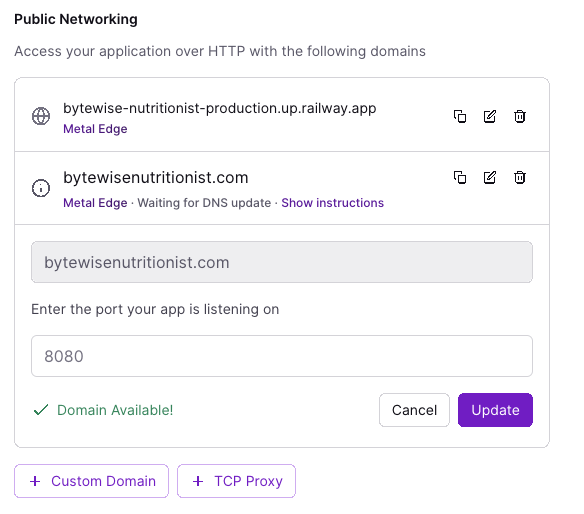 Public Networking
Access your application over HTTP with the following domains
bytewise-nutritionist-production.up.railway.app
Metal Edge
bytewisenutritionist.com
Metal Edge · Waiting for DNS update · Show instructions
bytewisenutritionist.com
Enter the port your app is listening on
8080
Domain Available!
Cancel
Update
+ Custom Domain
+ TCP Proxy